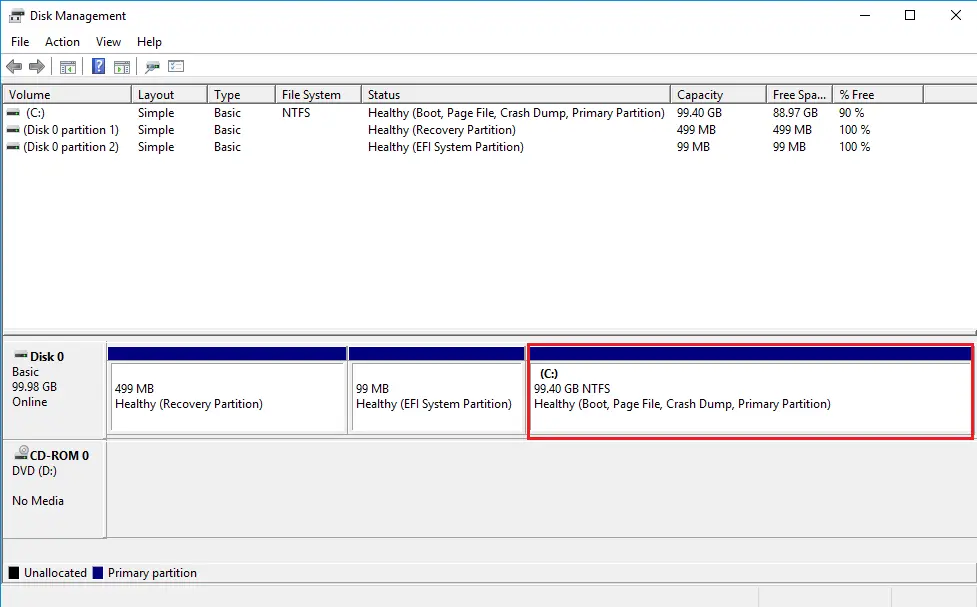 Disk Management
File Action View Help
Volume Layout Type File System Status Capacity Free Spa... % Free
(C:) Simple Basic NTFS Healthy (Boot, Page File, Crash Dump, Primary Partition) 99.40 GB 88.97 GB 90 %
(Disk 0 partition 1) Simple Basic Healthy (Recovery Partition) 499 MB 499 MB 100 %
(Disk 0 partition 2) Simple Basic Healthy (EFI System Partition) 99 MB 99 MB 100 %
Disk 0
Basic
99.98 GB
Online
499 MB
Healthy (Recovery Partition)
99 MB
Healthy (EFI System Partition)
(C:)
99.40 GB NTFS
Healthy (Boot, Page File, Crash Dump, Primary Partition)
CD-ROM 0
DVD (D:)
No Media
Unallocated Primary partition